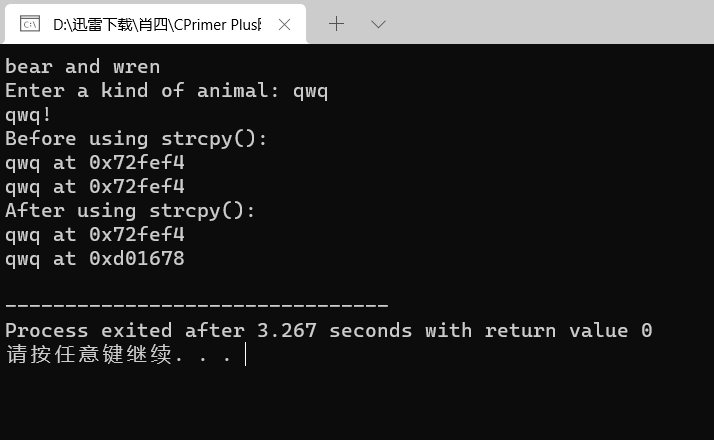 D:\迅雷下载\肖四\CPrimer Plus
bear and wren
Enter a kind of animal: qwq
qwq!
Before using strcpy():
qwq at 0x72fef4
qwq at 0x72fef4
After using strcpy():
qwq at 0x72fef4
qwq at 0xd01678
--------------------------------
Process exited after 3.267 seconds with return value 0
请按任意键继续. . .